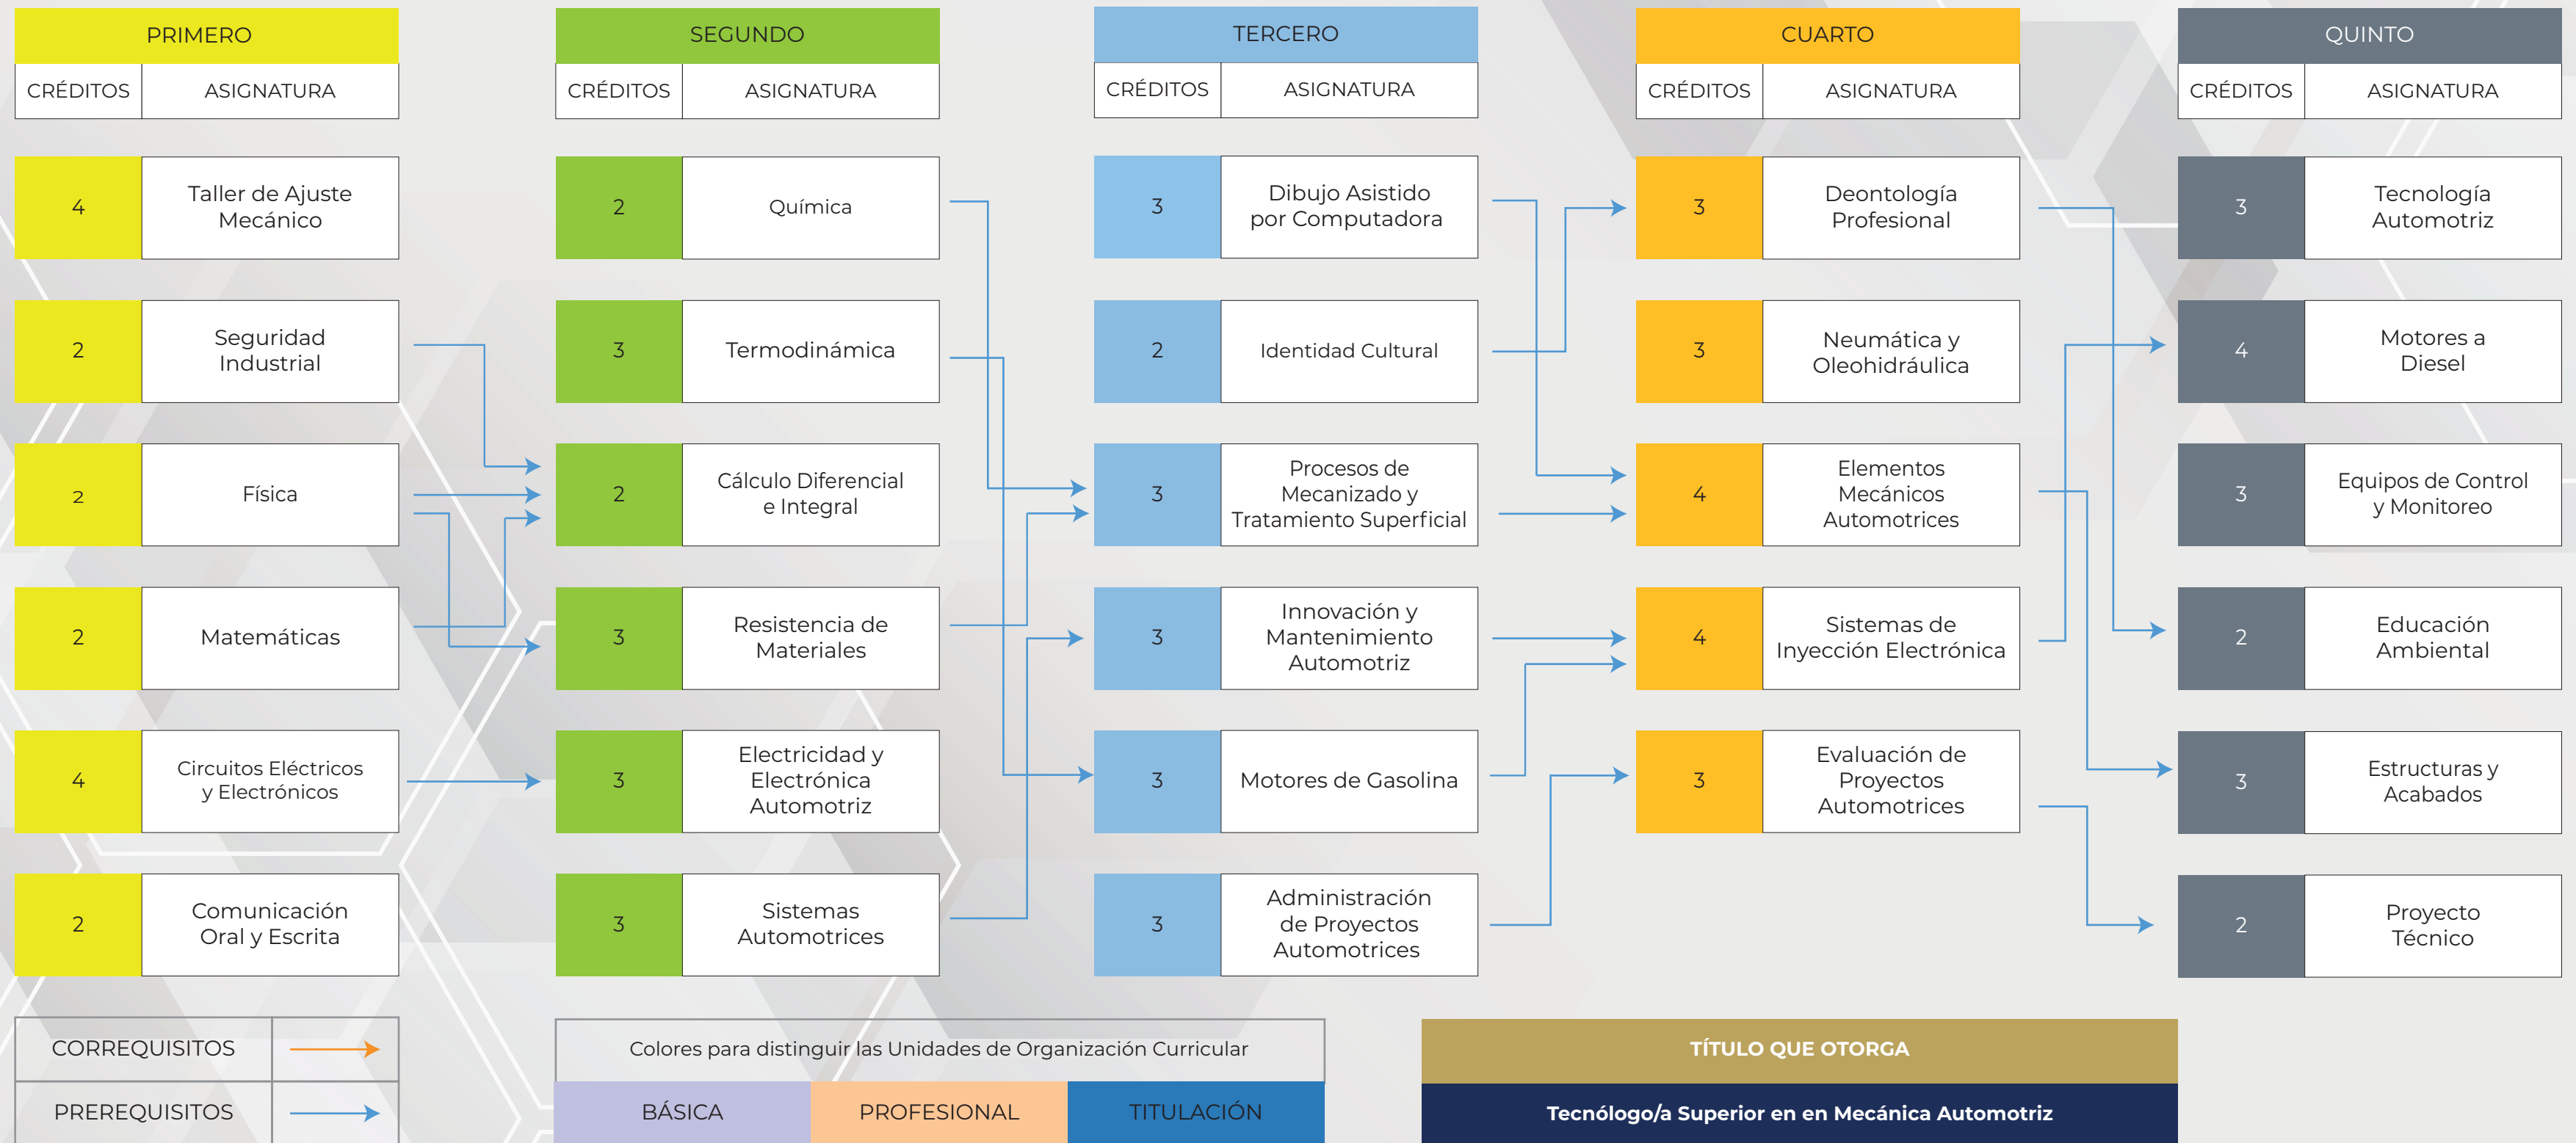 PRIMERO
CRÉDITOS ASIGNATURA
4
Taller de Ajuste
Mecánico
2
Seguridad
Industrial
2
Física
2
Matemáticas
4
Circuitos Eléctricos
y Electrónicos
2
Comunicación
Oral y Escrita
SEGUNDO
CRÉDITOS ASIGNATURA
2
Química
3
Termodinámica
2
Cálculo Diferencial
e Integral
3
Resistencia de
Materiales
3
Electricidad y
Electrónica
Automotriz
3
Sistemas
Automotrices
TERCERO
CRÉDITOS ASIGNATURA
3
Dibujo Asistido
por Computadora
2
Identidad Cultural
3
Procesos de
Mecanizado y
Tratamiento Superficial
3
Innovación y
Mantenimiento
Automotriz
3
Motores de Gasolina
3
Administración
de Proyectos
Automotrices
CUARTO
CRÉDITOS ASIGNATURA
3
Deontología
Profesional
3
Neumática y
Oleohidráulica
4
Elementos
Mecánicos
Automotrices
4
Sistemas de
Inyección Electrónica
3
Evaluación de
Proyectos
Automotrices
QUINTO
CRÉDITOS ASIGNATURA
3
Tecnología
Automotriz
4
Motores a
Diesel
3
Equipos de Control
y Monitoreo
2
Educación
Ambiental
3
Estructuras y
Acabados
2
Proyecto
Técnico
CORREQUISITOS
PREREQUISITOS
Colores para distinguir las Unidades de Organización Curricular
BÁSICA PROFESIONAL TITULACIÓN
TÍTULO QUE OTORGA
Tecnólogo/a Superior en en Mecánica Automotriz